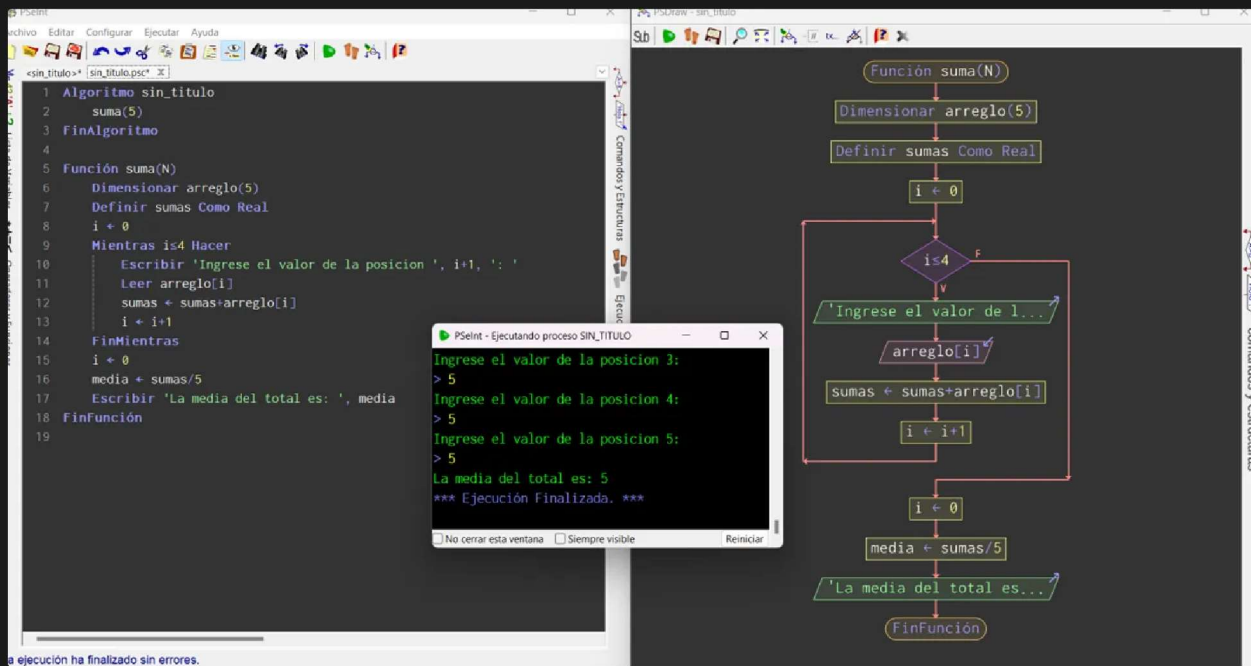 PSeInt
Archivo Editar Configurar Ejecutar Ayuda
<sin_titulo>* sin_titulo.psc* X
1 Algoritmo sin_titulo
2 suma(5)
3 FinAlgoritmo
4
5 Función suma(N)
6 Dimensionar arreglo(5)
7 Definir sumas Como Real
8 i ← 0
9 Mientras i≤4 Hacer
10 Escribir 'Ingrese el valor de la posicion ', i+1, ': '
11 Leer arreglo[i]
12 sumas ← sumas+arreglo[i]
13 i ← i+1
14 FinMientras
15 i ← 0
16 media ← sumas/5
17 Escribir 'La media del total es: ', media
18 FinFunción
19
a ejecución ha finalizado sin errores.
Comandos y Estructuras
Ejecuc
PSeInt - Ejecutando proceso SIN_TITULO
Ingrese el valor de la posicion 3:
> 5
Ingrese el valor de la posicion 4:
> 5
Ingrese el valor de la posicion 5:
> 5
La media del total es: 5
*** Ejecución Finalizada. ***
No cerrar esta ventana Siempre visible Reiniciar
PSDraw - sin_titulo
Sub
Función suma(N)
Dimensionar arreglo(5)
Definir sumas Como Real
i ← 0
i≤4
F
V
'Ingrese el valor de l...
arreglo[i]
sumas ← sumas+arreglo[i]
i ← i+1
i ← 0
media ← sumas/5
'La media del total es...
FinFunción